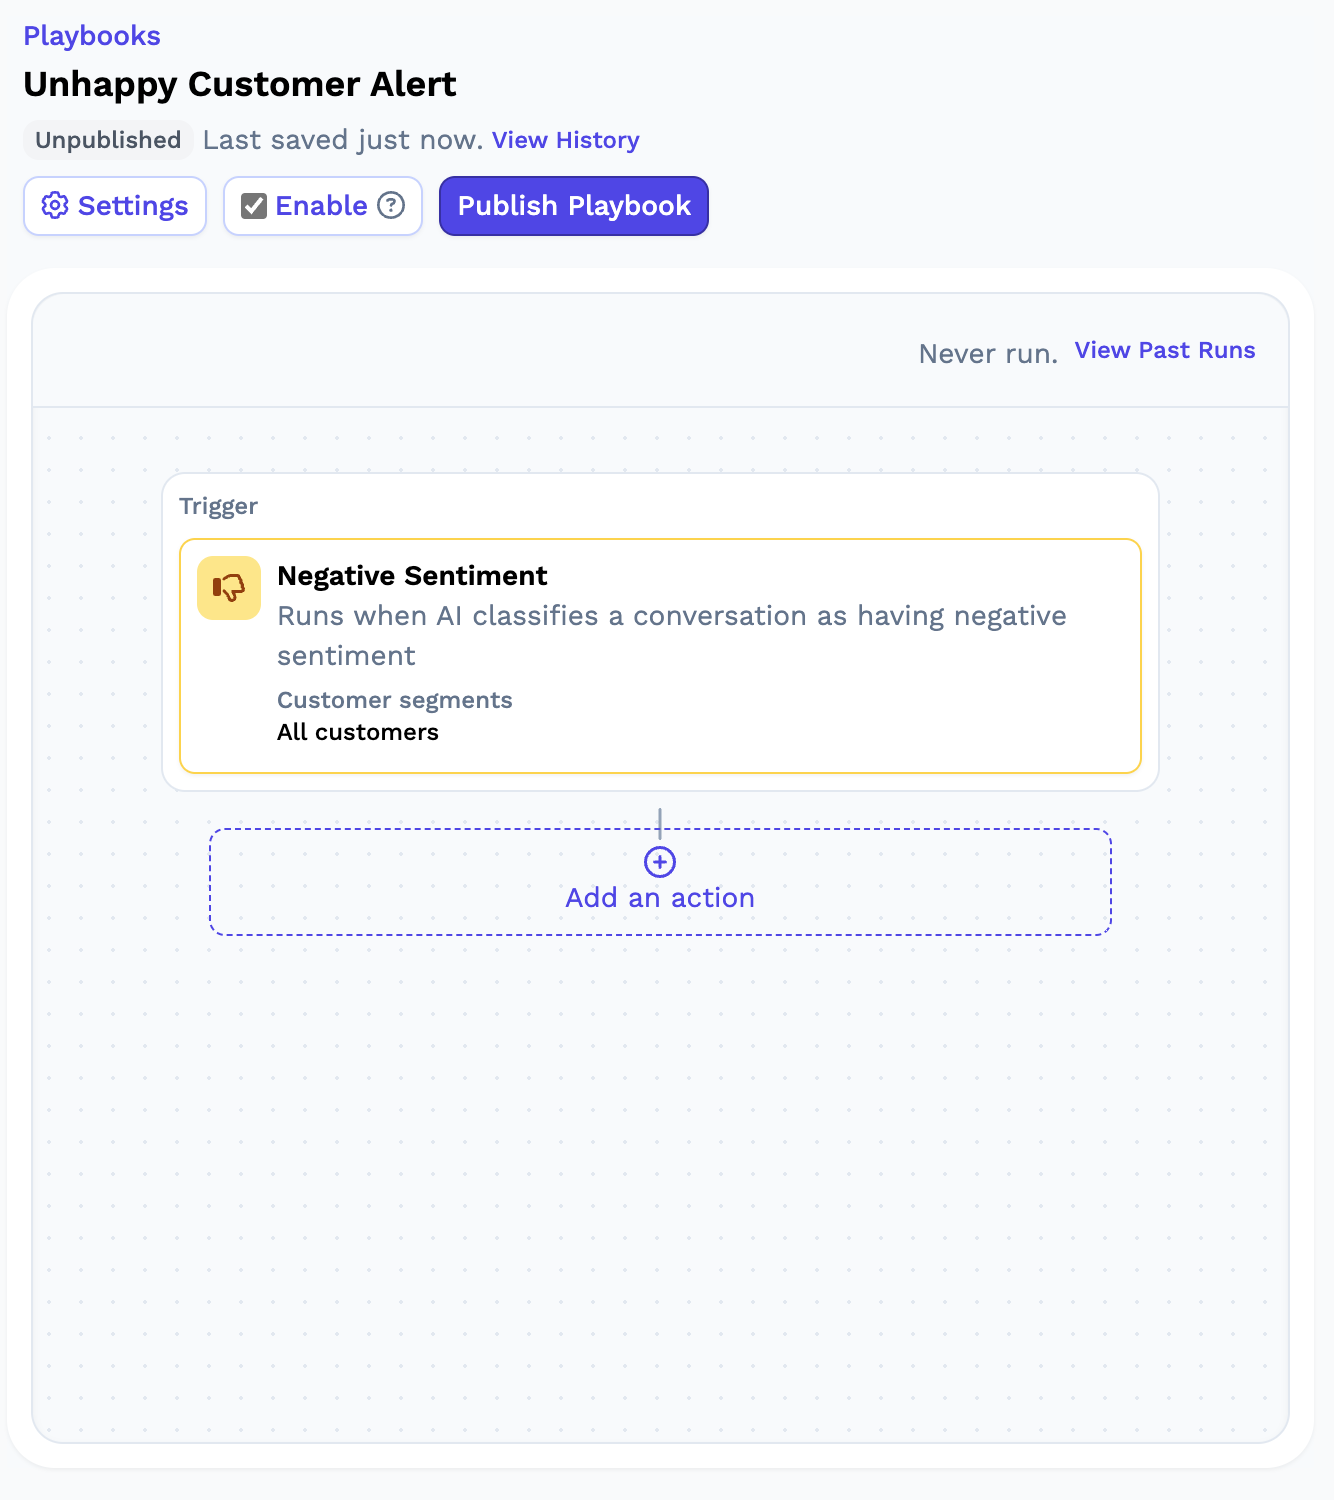 Playbooks
Unhappy Customer Alert
Unpublished Last saved just now. View History
Settings Enable Publish Playbook
Never run. View Past Runs
Trigger
Negative Sentiment
Runs when AI classifies a conversation as having negative
sentiment
Customer segments
All customers
Add an action